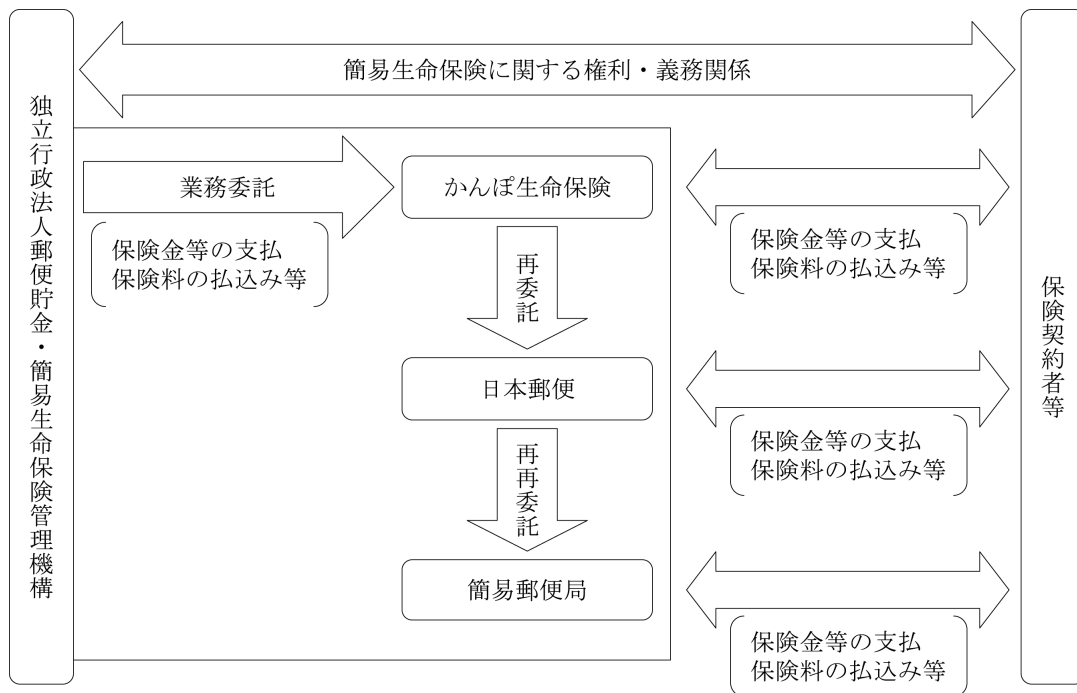 独立行政法人郵便貯金・簡易生命保険管理機構
簡易生命保険に関する権利・義務関係
業務委託
保険金等の支払
保険料の払込み等
かんぽ生命保険
再委託
日本郵便
再再委託
簡易郵便局
保険金等の支払
保険料の払込み等
保険金等の支払
保険料の払込み等
保険金等の支払
保険料の払込み等
保険契約者等